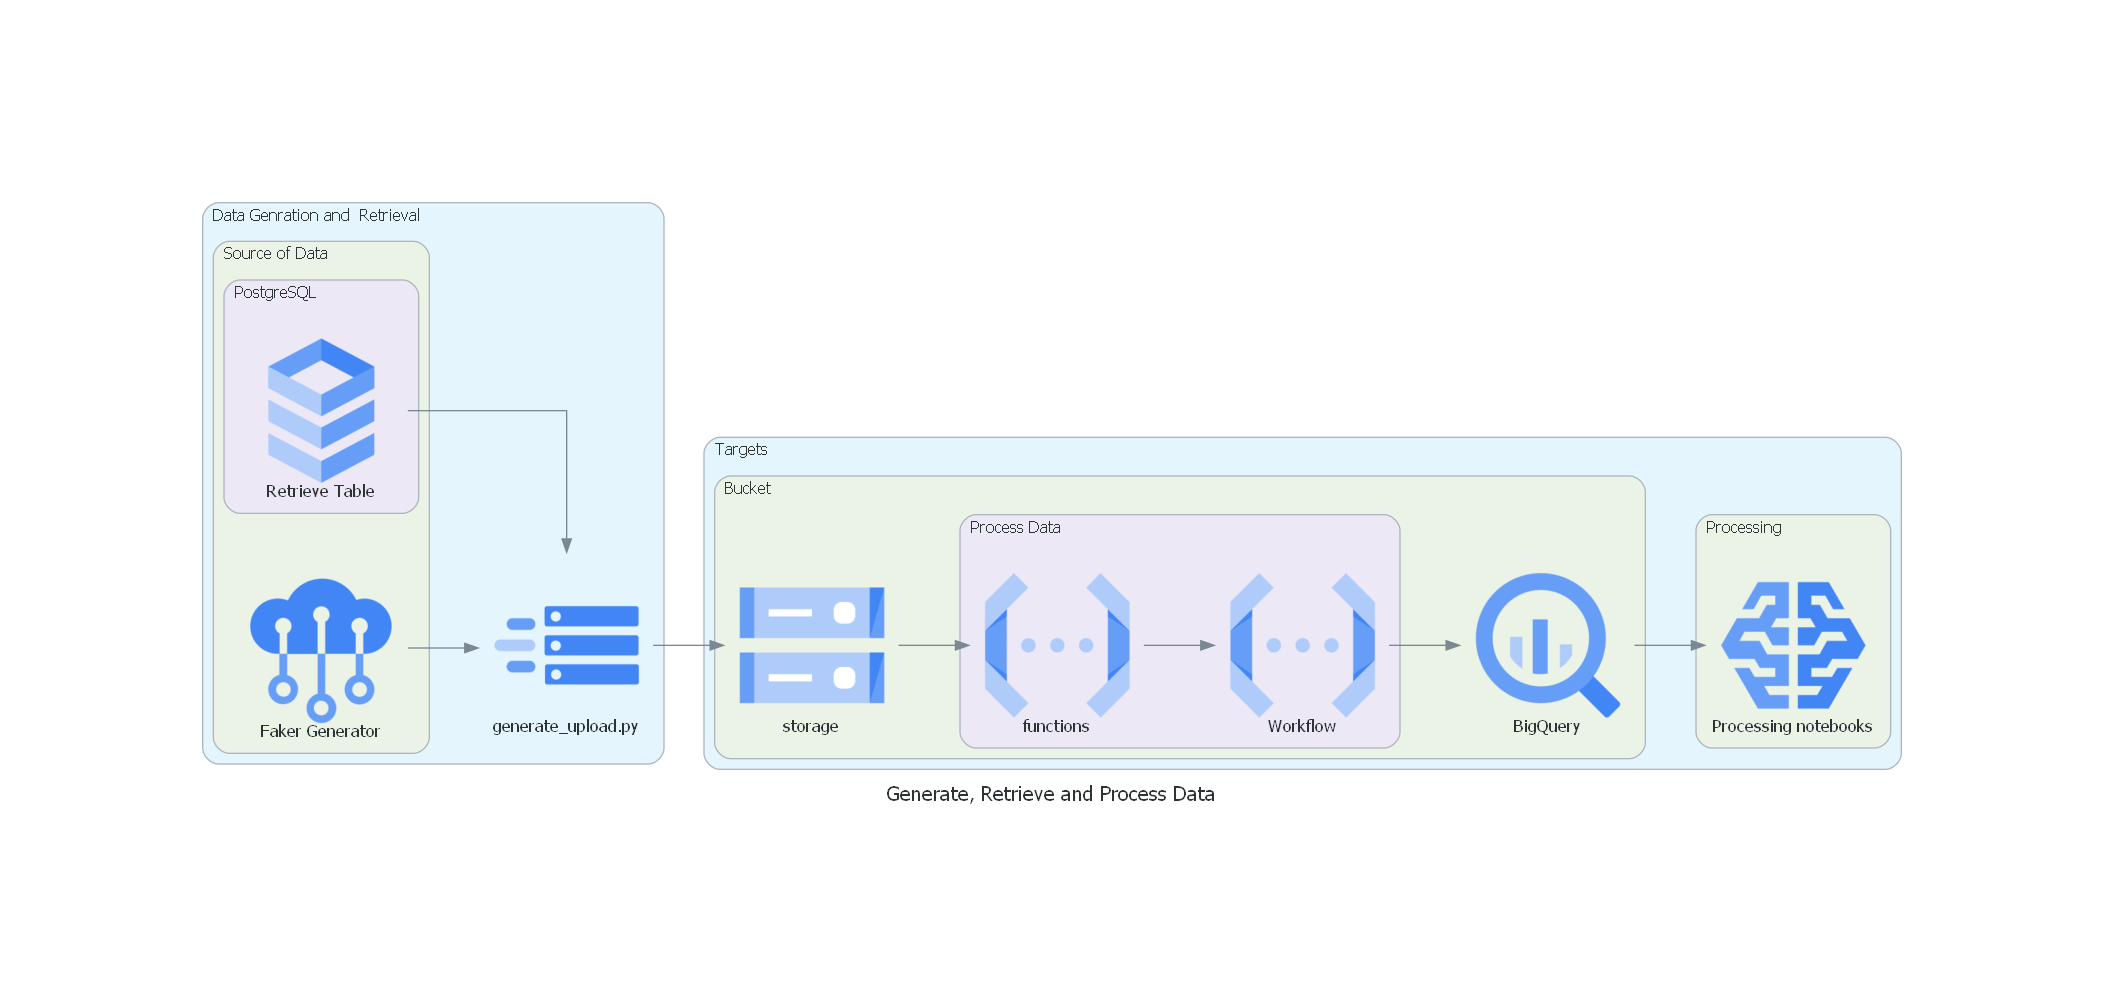 Data Genration and  Retrieval
Source of Data
PostgreSQL
Retrieve Table
Faker Generator
generate_upload.py
Targets
Bucket
storage
Process Data
functions
Workflow
BigQuery
Processing
Processing notebooks
Generate, Retrieve and Process Data